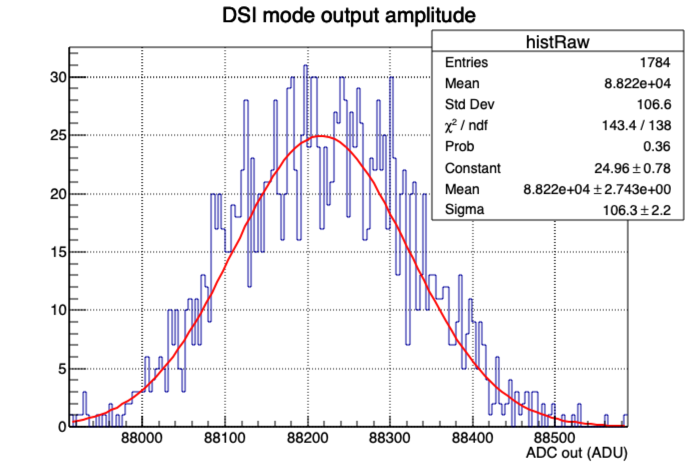 DSI mode output amplitude
histRaw
Entries 1784
Mean 8.822e+04
Std Dev 106.6
χ² / ndf 143.4 / 138
Prob 0.36
Constant 24.96 ± 0.78
Mean 8.822e+04 ± 2.743e+00
Sigma 106.3 ± 2.2
30
25
20
15
10
5
0
88000 88100 88200 88300 88400 88500
ADC out (ADU)